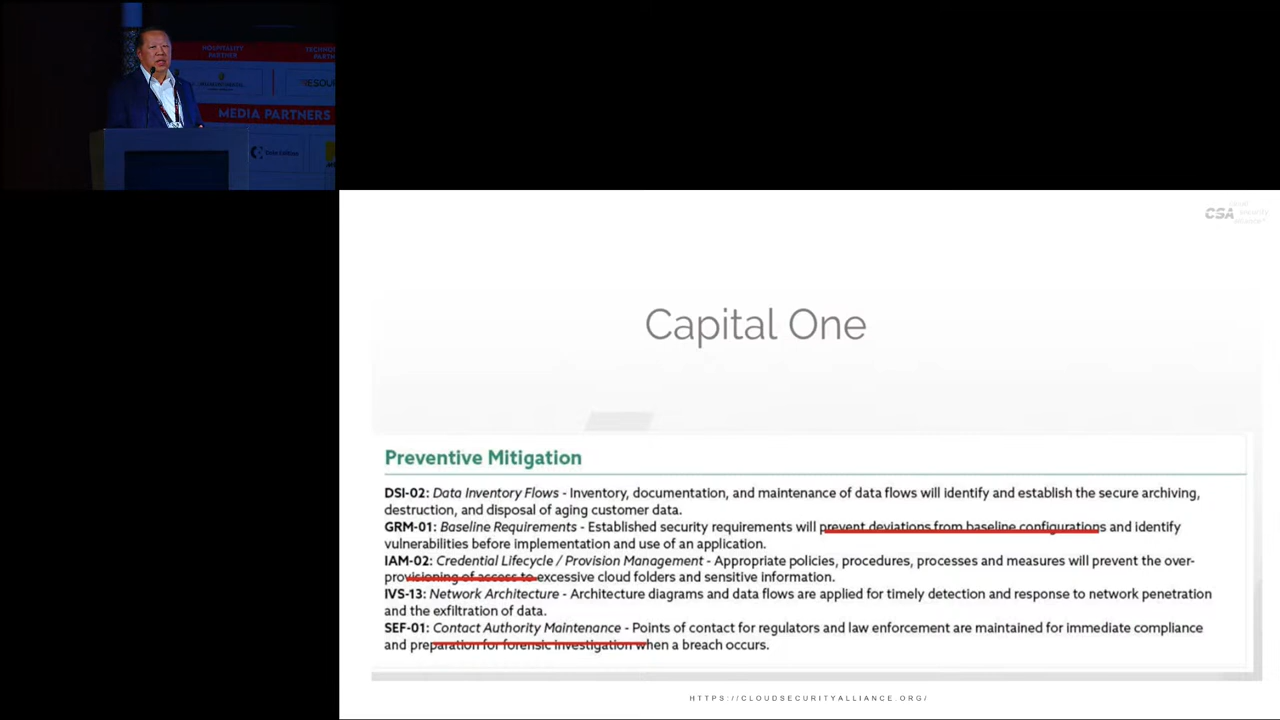 HOSPITALITY
PARTNER
MEDIA PARTNERS
CSA cloud
security
alliance
Capital One
Preventive Mitigation
DSI-02: Data Inventory Flows - Inventory, documentation, and maintenance of data flows will identify and establish the secure archiving,
destruction, and disposal of aging customer data.
GRM-01: Baseline Requirements - Established security requirements will prevent deviations from baseline configurations and identify
vulnerabilities before implementation and use of an application.
IAM-02: Credential Lifecycle / Provision Management - Appropriate policies, procedures, processes and measures will prevent the over-
provisioning of access to excessive cloud folders and sensitive information.
IVS-13: Network Architecture - Architecture diagrams and data flows are applied for timely detection and response to network penetration
and the exfiltration of data.
SEF-01: Contact Authority Maintenance - Points of contact for regulators and law enforcement are maintained for immediate compliance
and preparation for forensic investigation when a breach occurs.
HTTPS://CLOUDSECURITYALLIANCE.ORG/